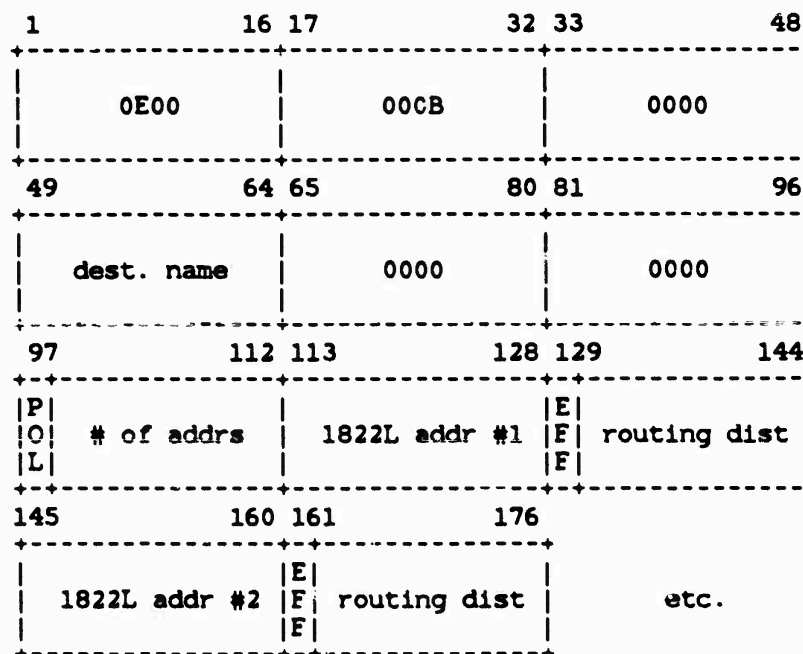 1 16 17 32 33 48
0E00 00CB 0000
49 64 65 80 81 96
dest. name 0000 0000
97 112 113 128 129 144
P E
O # of addrs 1822L addr #1 F routing dist
L F
145 160 161 176
E
1822L addr #2 F routing dist etc.
F